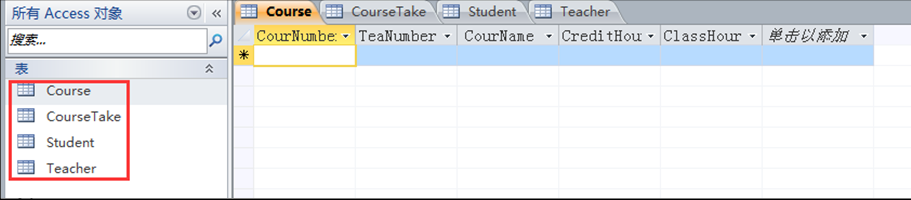 所有 Access 对象
搜索...
表
Course
CourseTake
Student
Teacher
Course CourseTake Student Teacher
CourNumber TeaNumber CourName CreditHou ClassHour 单击以添加